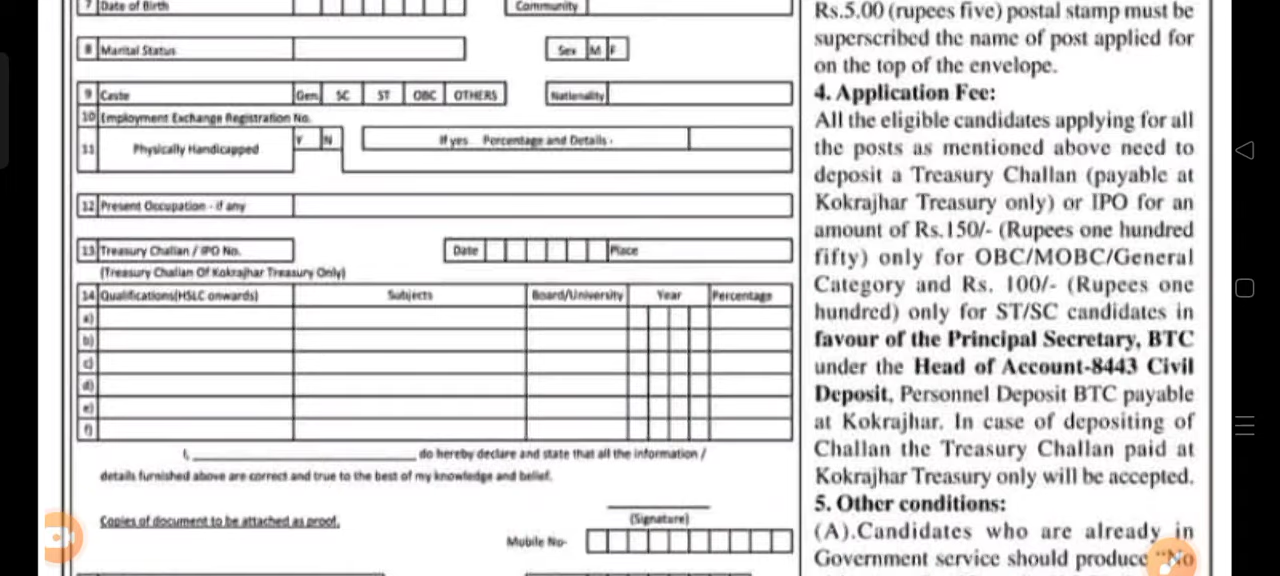 7 Date of Birth Community
8 Marital Status Sex M F
9 Caste Gen. SC ST OBC OTHERS Nationality
10 Employment Exchange Registration No.
11 Physically Handicapped Y N If yes Percentage and Details -
12 Present Occupation - if any
13 Treasury Challan / IPO No. Date Place
(Treasury Challan Of Kokrajhar Treasury Only)
14 Qualifications(HSLC onwards) Subjects Board/University Year Percentage
a)
b)
c)
d)
e)
f)
I, ____________________ do hereby declare and state that all the information /
details furnished above are correct and true to the best of my knowledge and belief.
(Signature)
Copies of document to be attached as proof.
Mobile No-
Rs.5.00 (rupees five) postal stamp must be
superscribed the name of post applied for
on the top of the envelope.
4. Application Fee:
All the eligible candidates applying for all
the posts as mentioned above need to
deposit a Treasury Challan (payable at
Kokrajhar Treasury only) or IPO for an
amount of Rs.150/- (Rupees one hundred
fifty) only for OBC/MOBC/General
Category and Rs. 100/- (Rupees one
hundred) only for ST/SC candidates in
favour of the Principal Secretary, BTC
under the Head of Account-8443 Civil
Deposit, Personnel Deposit BTC payable
at Kokrajhar. In case of depositing of
Challan the Treasury Challan paid at
Kokrajhar Treasury only will be accepted.
5. Other conditions:
(A).Candidates who are already in
Government service should produce "No